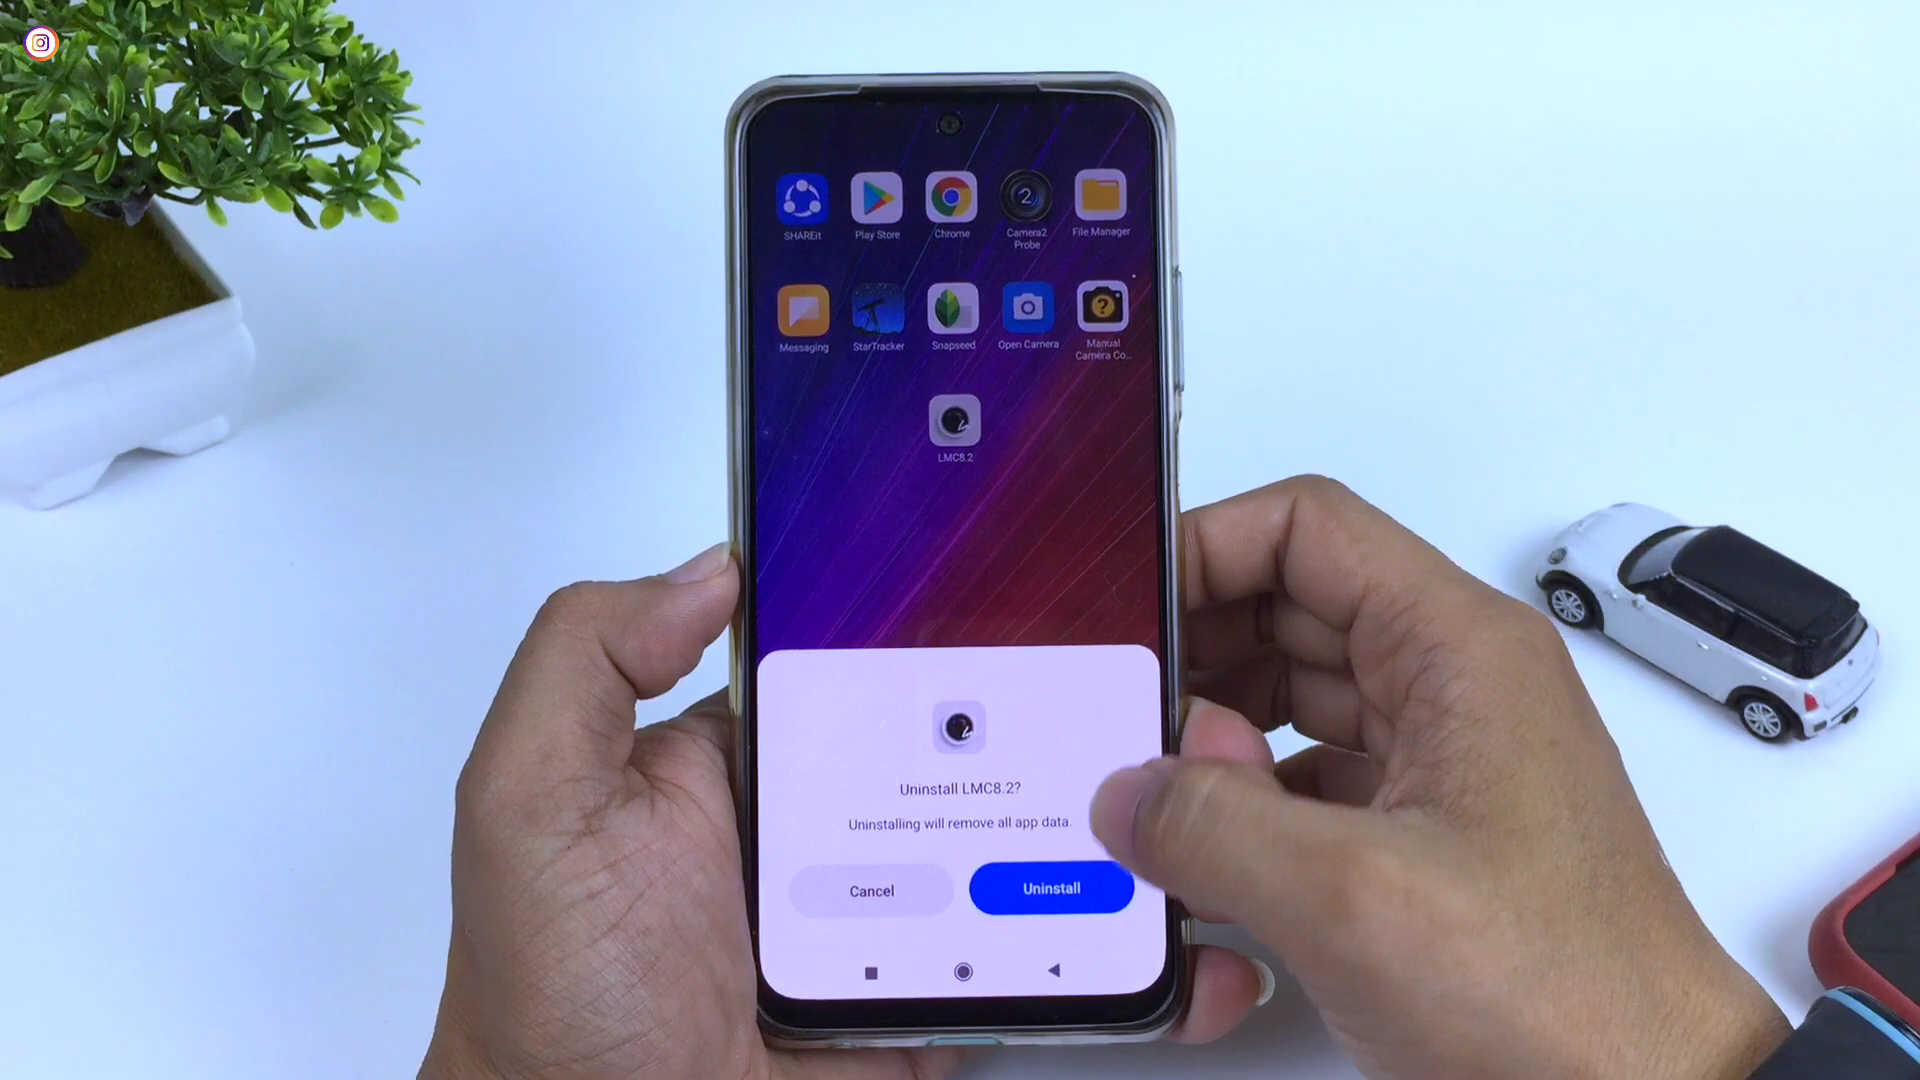 SHAREit
Play Store
Chrome
Camera2
Probe
File Manager
Messaging
StarTracker
Snapseed
Open Camera
Manual
Camera Co...
LMC8.2
Uninstall LMC8.2?
Uninstalling will remove all app data.
Cancel
Uninstall